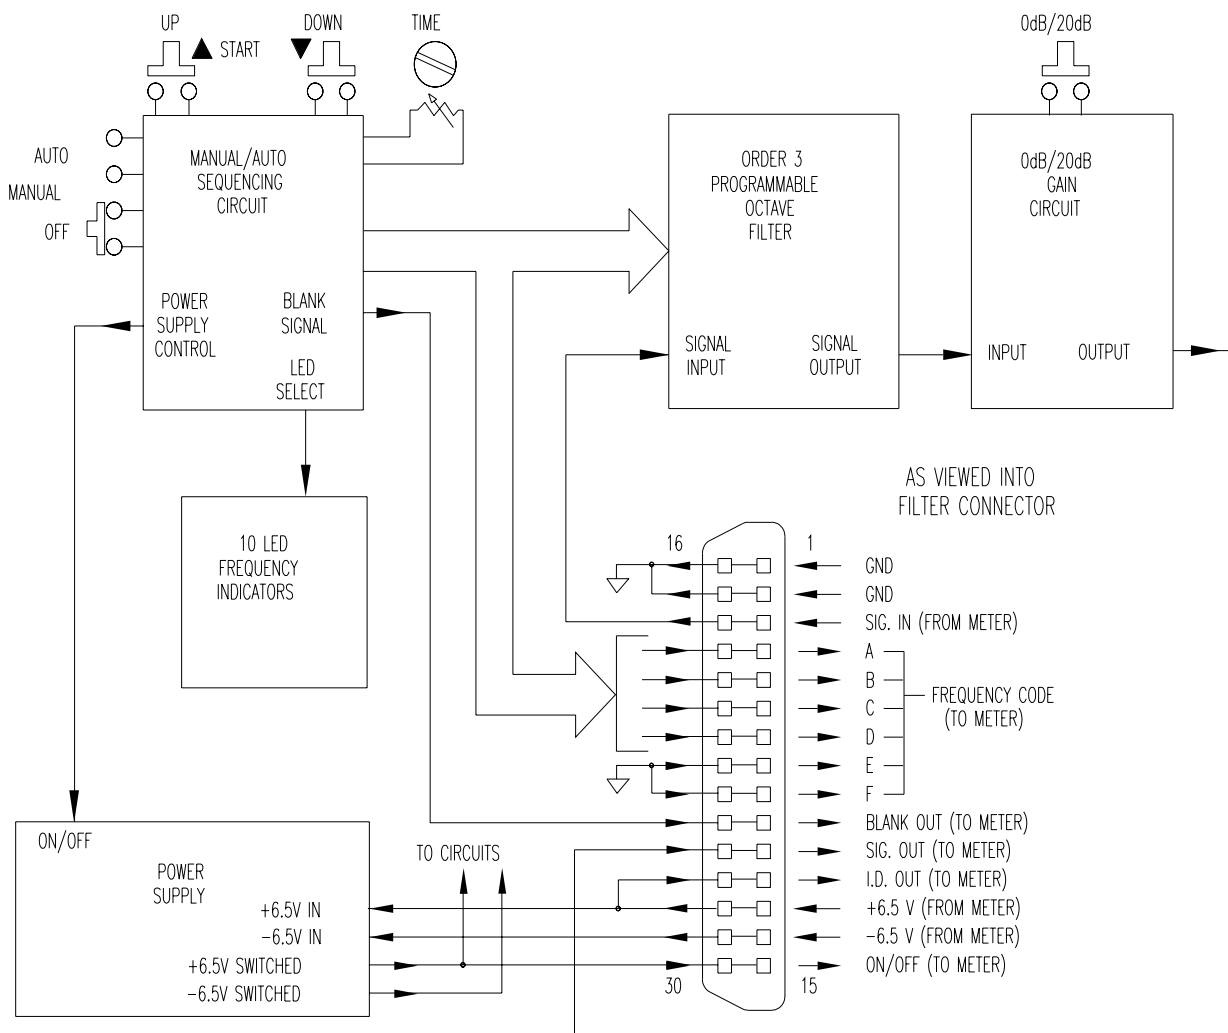 UP
START
DOWN
TIME
0dB/20dB
AUTO
MANUAL
OFF
MANUAL/AUTO
SEQUENCING
CIRCUIT
POWER
SUPPLY
CONTROL
BLANK
SIGNAL
LED
SELECT
ORDER 3
PROGRAMMABLE
OCTAVE
FILTER
SIGNAL
INPUT
SIGNAL
OUTPUT
0dB/20dB
GAIN
CIRCUIT
INPUT
OUTPUT
10 LED
FREQUENCY
INDICATORS
AS VIEWED INTO
FILTER CONNECTOR
16
1
GND
GND
SIG. IN (FROM METER)
A
B
C
D
E
F
FREQUENCY CODE
(TO METER)
BLANK OUT (TO METER)
SIG. OUT (TO METER)
I.D. OUT (TO METER)
+6.5 V (FROM METER)
-6.5 V (FROM METER)
ON/OFF (TO METER)
30
15
ON/OFF
POWER
SUPPLY
+6.5V IN
-6.5V IN
+6.5V SWITCHED
-6.5V SWITCHED
TO CIRCUITS